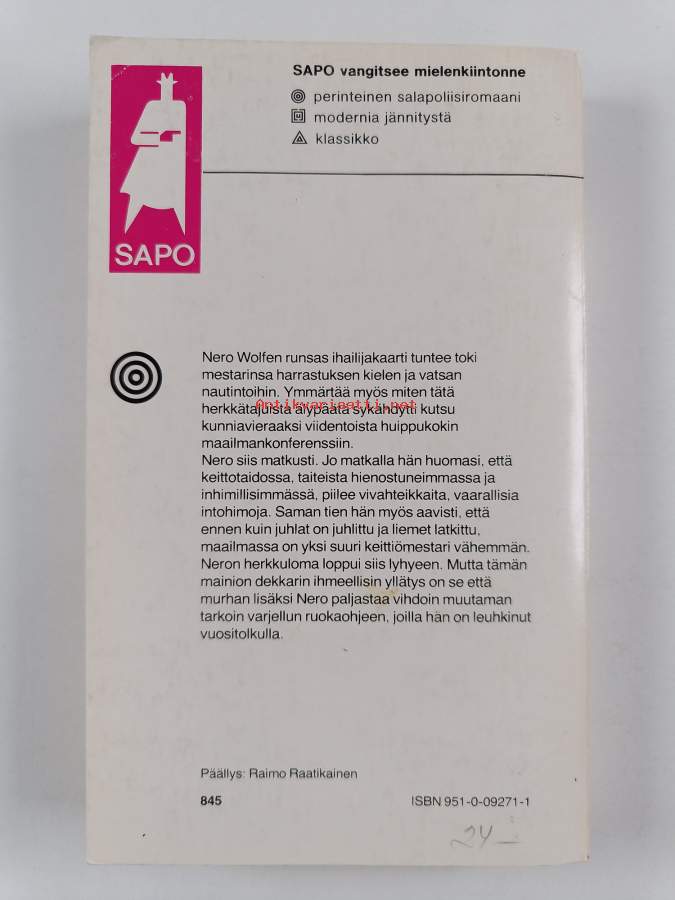 SAPO vangitsee mielenkiintonne
perinteinen salapoliisiromaani
modernia jännitystä
klassikko
SAPO
Nero Wolfen runsas ihailijakaarti tuntee toki
mestarinsa harrastuksen kielen ja vatsan
nautintoihin. Ymmärtää myös miten tätä
herkkätajuista älypäätä sykähdytti kutsu
Antikvariaatti.net
kunniavieraaksi viidentoista huippukokin
maailmankonferenssiin.
Nero siis matkusti. Jo matkalla hän huomasi, että
keittotaidossa, taiteista hienostuneimmassa ja
inhimillisimmässä, piilee vivahteikkaita, vaarallisia
intohimoja. Saman tien hän myös aavisti, että
ennen kuin juhlat on juhlittu ja liemet latkittu,
maailmassa on yksi suuri keittiömestari vähemmän.
Neron herkkuloma loppui siis lyhyeen. Mutta tämän
mainion dekkarin ihmeellisin yllätys on se että
murhan lisäksi Nero paljastaa vihdoin muutaman
tarkoin varjellun ruokaohjeen, joilla hän on leuhkinut
vuositolkulla.
Päällys: Raimo Raatikainen
845 ISBN 951-0-09271-1
24—